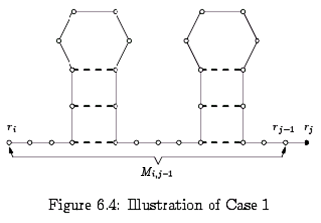 r_i r_{j-1} r_j
M_{i,j-1}
Figure 6.4: Illustration of Case 1